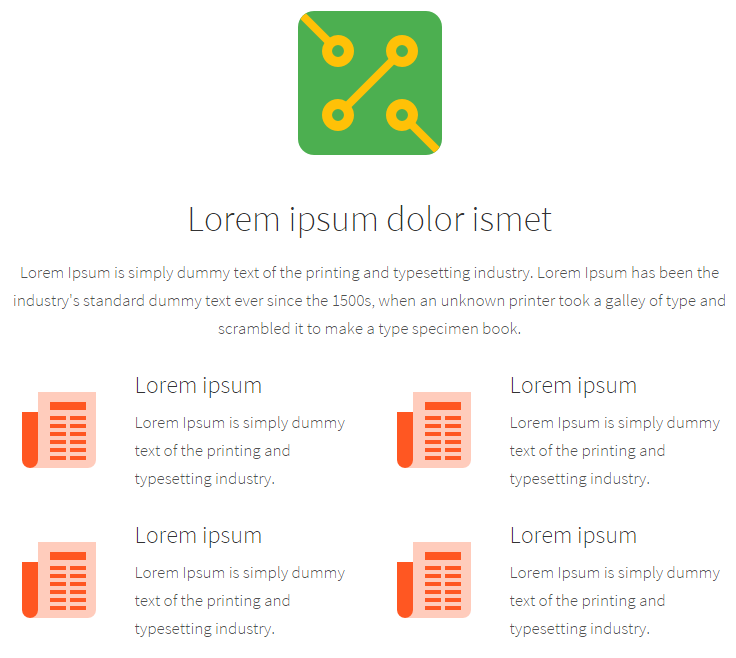 Lorem ipsum dolor ismet
Lorem Ipsum is simply dummy text of the printing and typesetting industry. Lorem Ipsum has been the
industry's standard dummy text ever since the 1500s, when an unknown printer took a galley of type and
scrambled it to make a type specimen book.
Lorem ipsum
Lorem Ipsum is simply dummy
text of the printing and
typesetting industry.
Lorem ipsum
Lorem Ipsum is simply dummy
text of the printing and
typesetting industry.
Lorem ipsum
Lorem Ipsum is simply dummy
text of the printing and
typesetting industry.
Lorem ipsum
Lorem Ipsum is simply dummy
text of the printing and
typesetting industry.